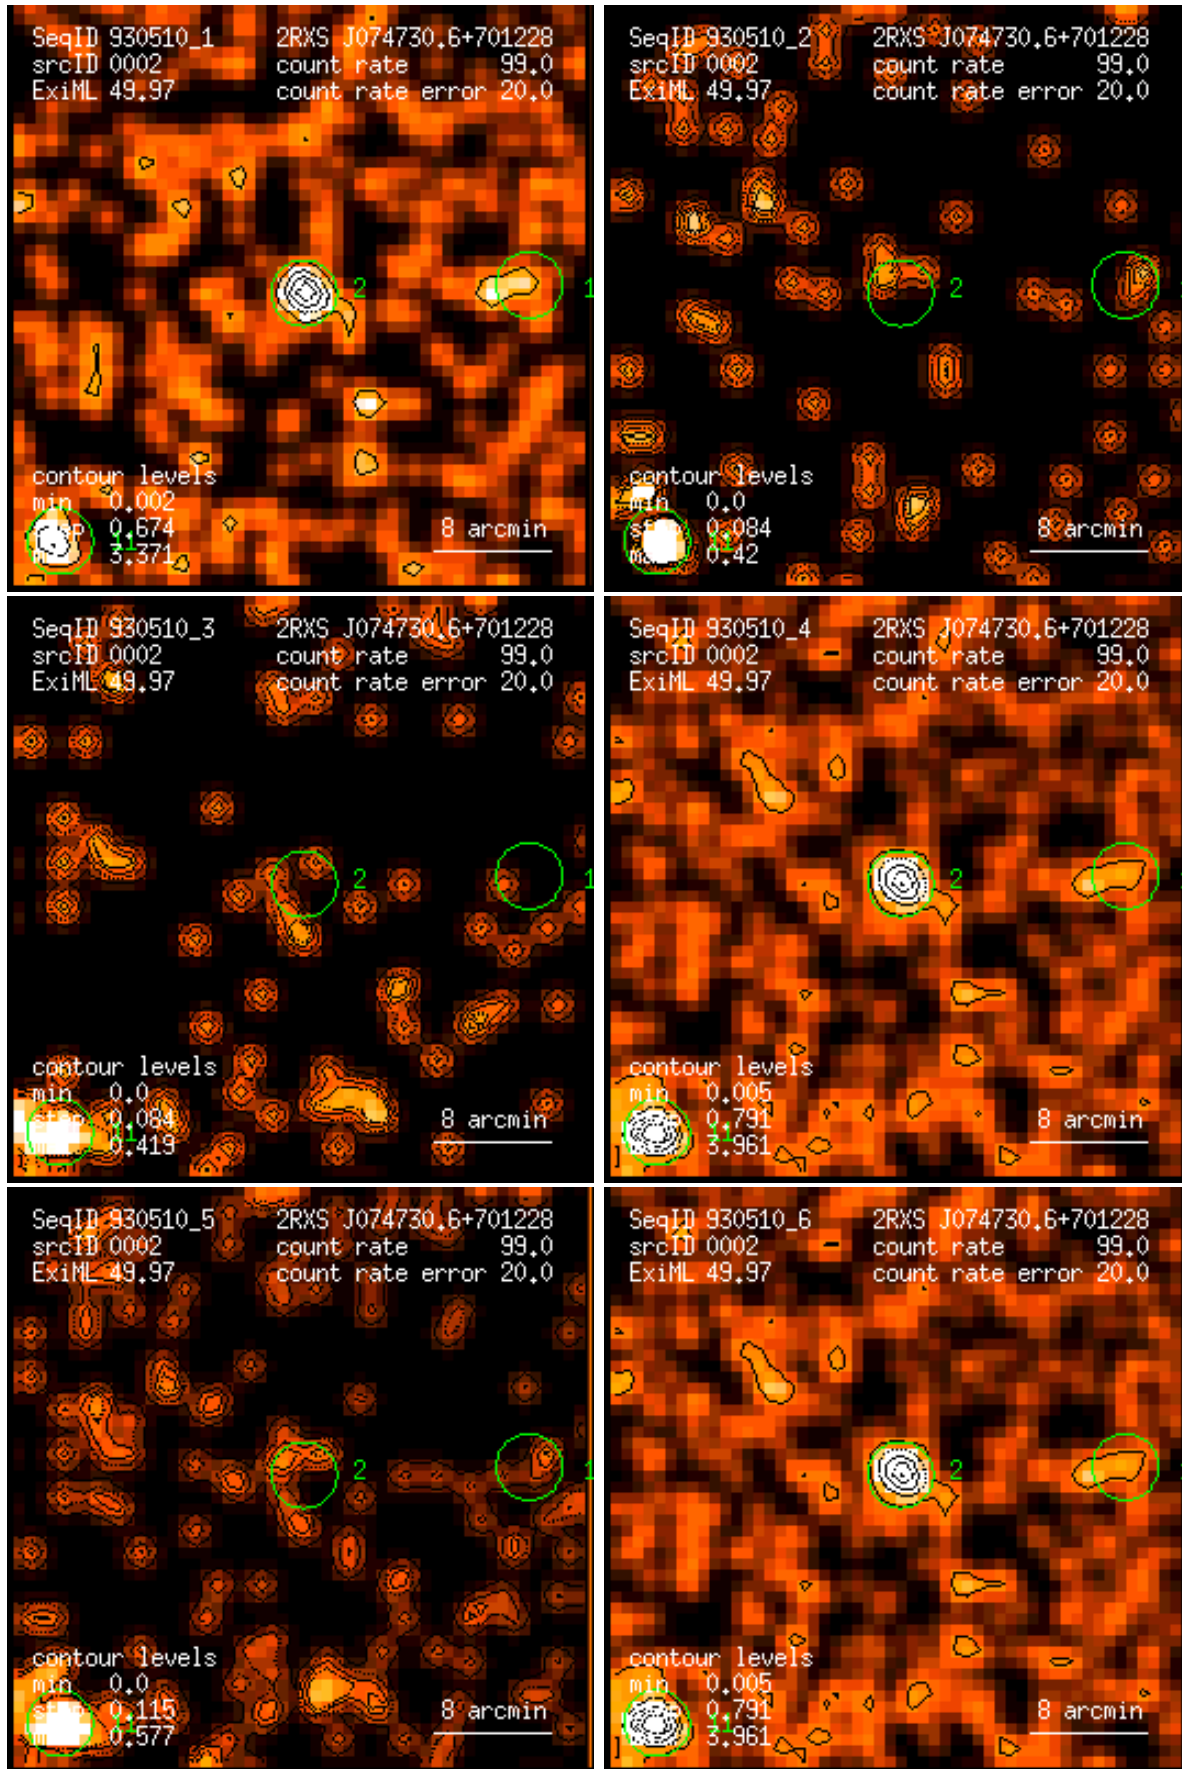 SeqID 930510_1 2RXS J074730.6+701228
srcID 0002 count rate 99.0
ExiML 49.97 count rate error 20.0
2
1
contour levels
min 0.002
0.674 8 arcmin
11 3.371
SeqID 930510_2 2RXS J074730.6+701228
srcID 0002 count rate 99.0
ExiML 49.97 count rate error 20.0
2
contour levels
min 0.0
0.084 8 arcmin
0.42
SeqID 930510_3 2RXS J074730.6+701228
srcID 0002 count rate 99.0
ExiML 49.97 count rate error 20.0
2
1
contour levels
min 0.0
step 0.084 8 arcmin
11 0.419
SeqID 930510_4 2RXS J074730.6+701228
srcID 0002 count rate 99.0
ExiML 49.97 count rate error 20.0
2
contour levels
min 0.005
0.791 8 arcmin
11 3.961
SeqID 930510_5 2RXS J074730.6+701228
srcID 0002 count rate 99.0
ExiML 49.97 count rate error 20.0
2
1
contour levels
min 0.0
0.115 8 arcmin
11 0.577
SeqID 930510_6 2RXS J074730.6+701228
srcID 0002 count rate 99.0
ExiML 49.97 count rate error 20.0
2
contour levels
min 0.005
0.791 8 arcmin
11 3.961